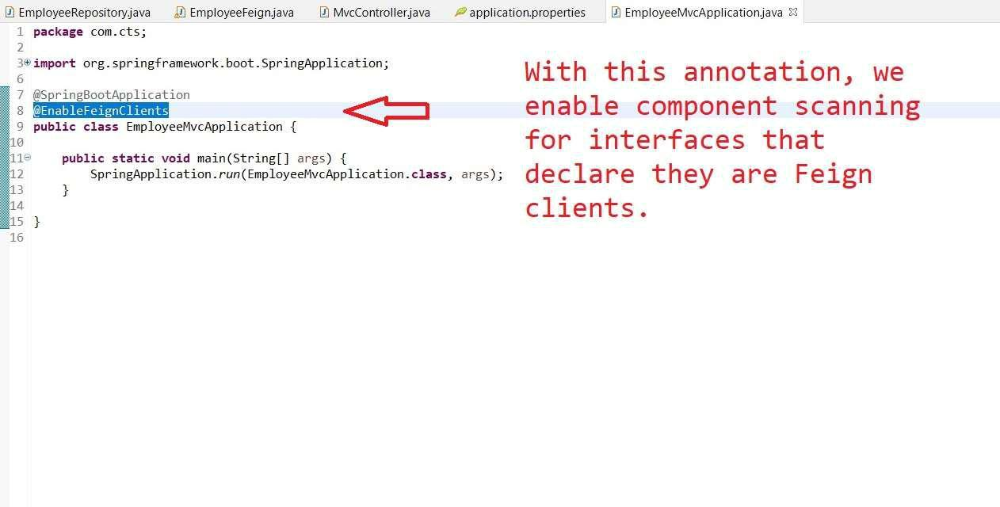 EmployeeRepository.java EmployeeFeign.java MvcController.java application.properties EmployeeMvcApplication.java
1 package com.cts;
2
3 import org.springframework.boot.SpringApplication;
6
7 @SpringBootApplication
8 @EnableFeignClients
9 public class EmployeeMvcApplication {
10
11 public static void main(String[] args) {
12 SpringApplication.run(EmployeeMvcApplication.class, args);
13 }
14
15 }
16
With this annotation, we
enable component scanning
for interfaces that
declare they are Feign
clients.